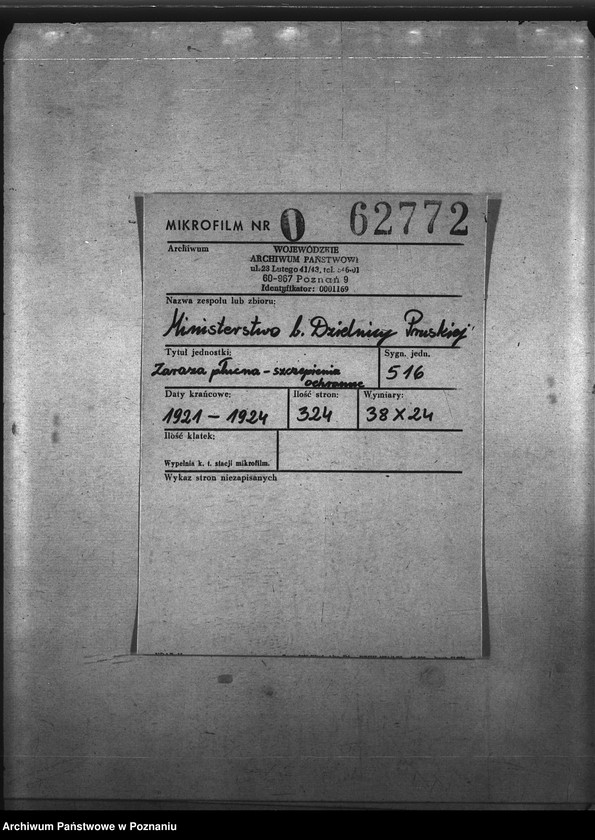 MIKROFILM NR 0 62772
Archiwum
WOJEWÓDZKIE
ARCHIWUM PAŃSTWOWE
ul. 23 Lutego 41/43, tel.
60-967 Poznań 9
Identyfikator: 0001169
Nazwa zespołu lub zbioru:
Ministerstwo b. Dzielnicy Pruskiej
Tytuł jednostki: Sygn. jedn.
Zaraza płucna – szczepienia
ochronne 516
Daty krańcowe: Ilość stron: Wymiary:
1921 – 1924 324 38 X 24
Ilość klatek:
Wypełnia k. t. stacji mikrofilm.
Wykaz stron niezapisanych
Archiwum Państwowe w Poznaniu